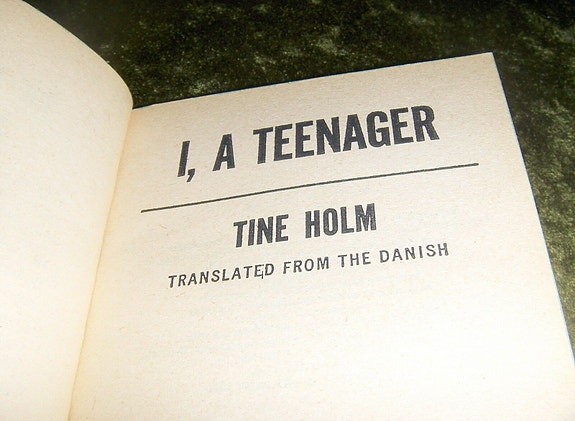 I, A TEENAGER
TINE HOLM
TRANSLATED FROM THE DANISH